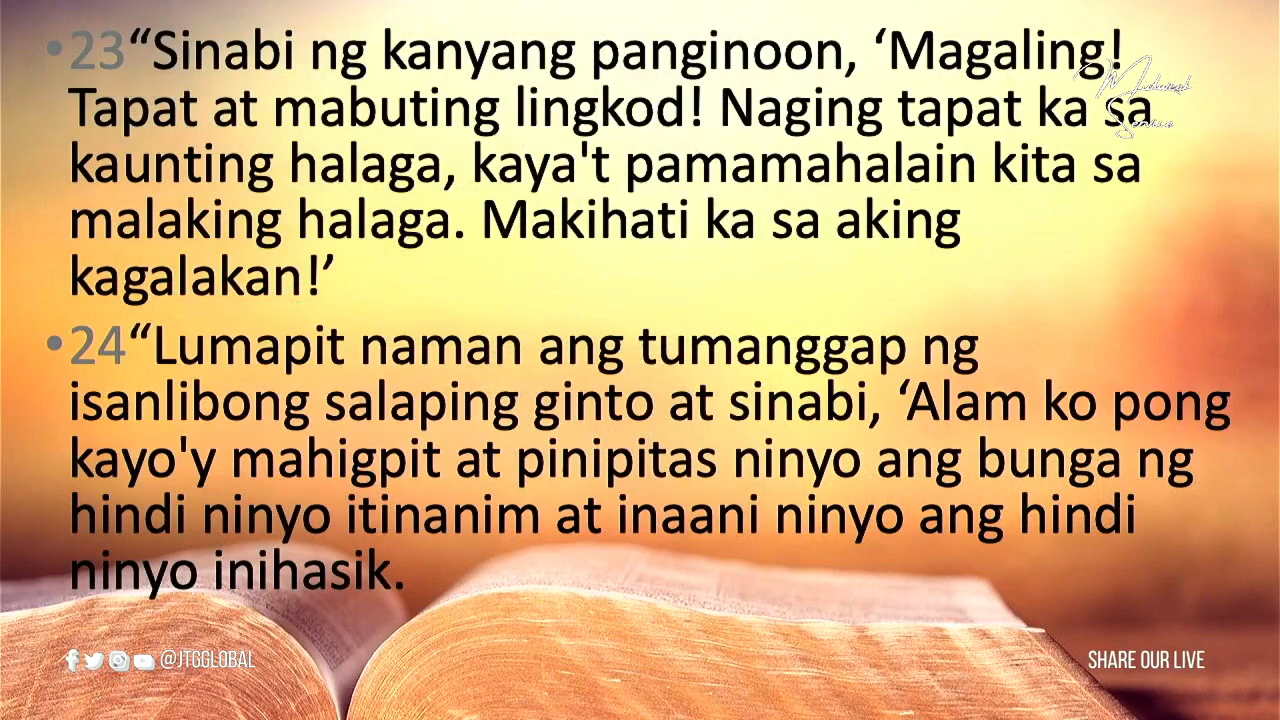 •23“Sinabi ng kanyang panginoon, ‘Magaling!
Tapat at mabuting lingkod! Naging tapat ka sa
kaunting halaga, kaya't pamamahalain kita sa
malaking halaga. Makihati ka sa aking
kagalakan!’
•24“Lumapit naman ang tumanggap ng
isanlibong salaping ginto at sinabi, ‘Alam ko pong
kayo'y mahigpit at pinipitas ninyo ang bunga ng
hindi ninyo itinanim at inaani ninyo ang hindi
ninyo inihasik.
@JTGGLOBAL
SHARE OUR LIVE